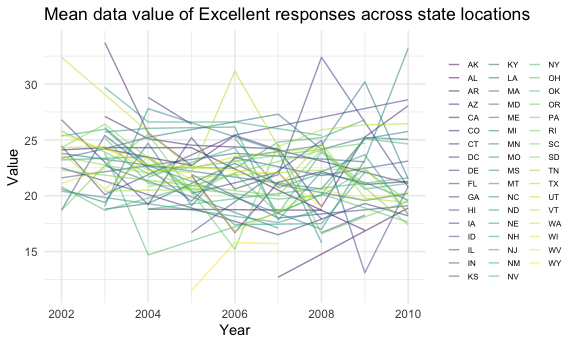 Mean data value of Excellent responses across state locations
30
25
20
15
Value
2002
2004
2006
2008
2010
Year
AK
AL
AR
AZ
CA
CO
CT
DC
DE
FL
GA
HI
IA
ID
IL
IN
KS
KY
LA
MA
MD
ME
MI
MN
MO
MS
MT
NC
ND
NE
NH
NJ
NM
NV
NY
OH
OK
OR
PA
RI
SC
SD
TN
TX
UT
VT
WA
WI
WV
WY